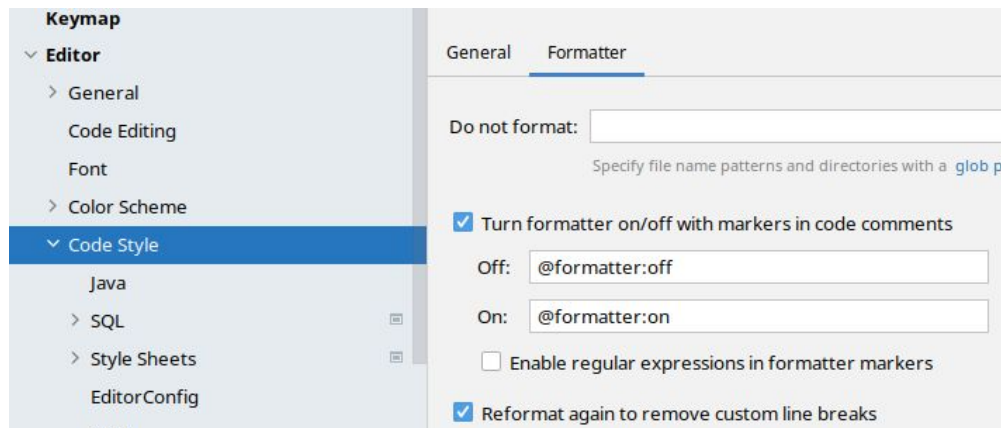 Keymap
Editor
General
Code Editing
Font
Color Scheme
Code Style
Java
SQL
Style Sheets
EditorConfig
General Formatter
Do not format:
Specify file name patterns and directories with a glob p
Turn formatter on/off with markers in code comments
Off: @formatter:off
On: @formatter:on
Enable regular expressions in formatter markers
Reformat again to remove custom line breaks